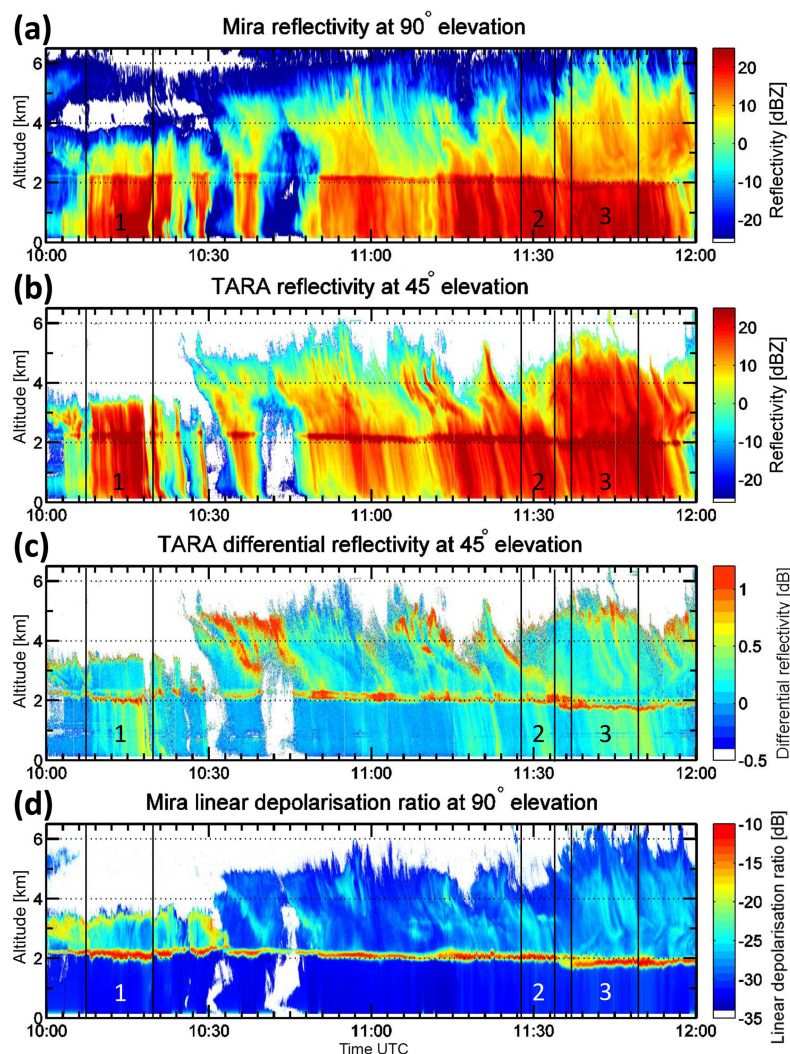 (a) Mira reflectivity at 90° elevation
Altitude [km]
6
4
2
0
10:00 10:30 11:00 11:30 12:00
1 2 3
20
10
0
-10
-20
Reflectivity [dBZ]
(b) TARA reflectivity at 45° elevation
Altitude [km]
6
4
2
0
10:00 10:30 11:00 11:30 12:00
1 2 3
20
10
0
-10
-20
Reflectivity [dBZ]
(c) TARA differential reflectivity at 45° elevation
Altitude [km]
6
4
2
0
10:00 10:30 11:00 11:30 12:00
1 2 3
1
0.5
0
-0.5
Differential reflectivity [dB]
(d) Mira linear depolarisation ratio at 90° elevation
Altitude [km]
6
4
2
0
10:00 10:30 11:00 11:30 12:00
Time UTC
1 2 3
-10
-15
-20
-25
-30
-35
Linear depolarisation ratio [dB]